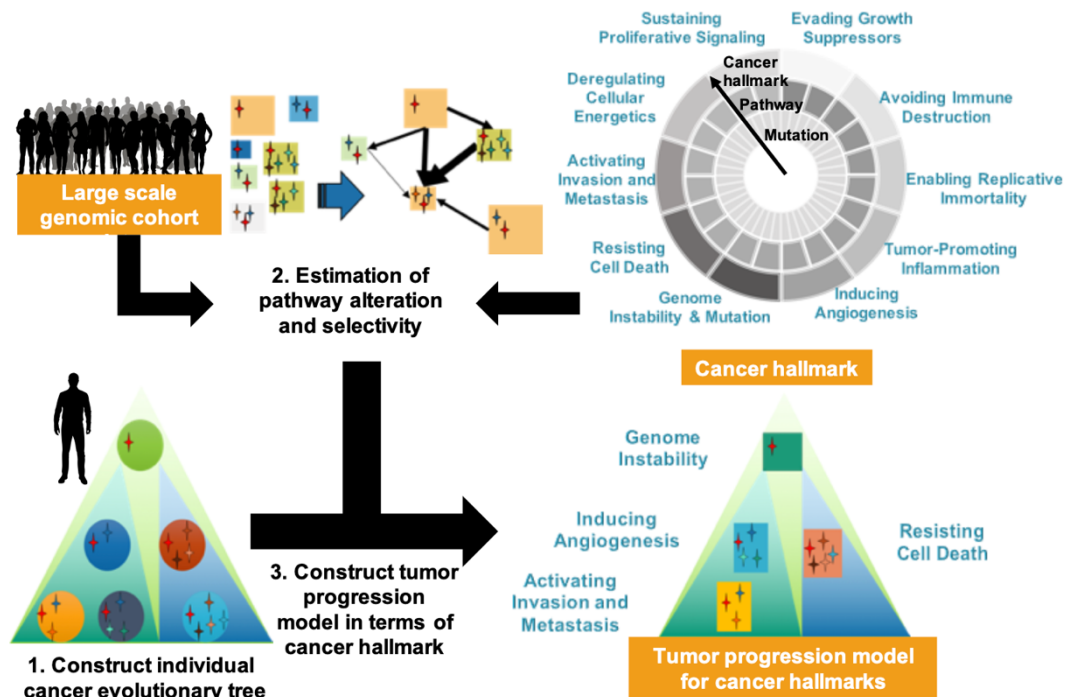 Sustaining
Proliferative Signaling
Evading Growth
Suppressors
Deregulating
Cellular
Energetics
Cancer
hallmark
Pathway
Mutation
Avoiding Immune
Destruction
Activating
Invasion and
Metastasis
Enabling Replicative
Immortality
Resisting
Cell Death
Tumor-Promoting
Inflammation
Genome
Instability & Mutation
Inducing
Angiogenesis
Cancer hallmark
Large scale
genomic cohort
2. Estimation of
pathway alteration
and selectivity
1. Construct individual
cancer evolutionary tree
3. Construct tumor
progression
model in terms of
cancer hallmark
Genome
Instability
Inducing
Angiogenesis
Activating
Invasion and
Metastasis
Resisting
Cell Death
Tumor progression model
for cancer hallmarks